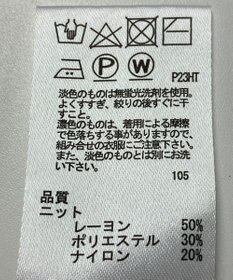 P23HT
淡色のものは無蛍光洗剤を使用。
よくすすぎ、絞りの後すぐに干
すこと。
濃色のものは、着用による摩擦
で色落ちする事がありますので、
組み合せの衣服にご注意下さい。
また、淡色のものとは別にお洗
い下さい。
105
品質
ニット
レーヨン 50%
ポリエステル 30%
ナイロン 20%